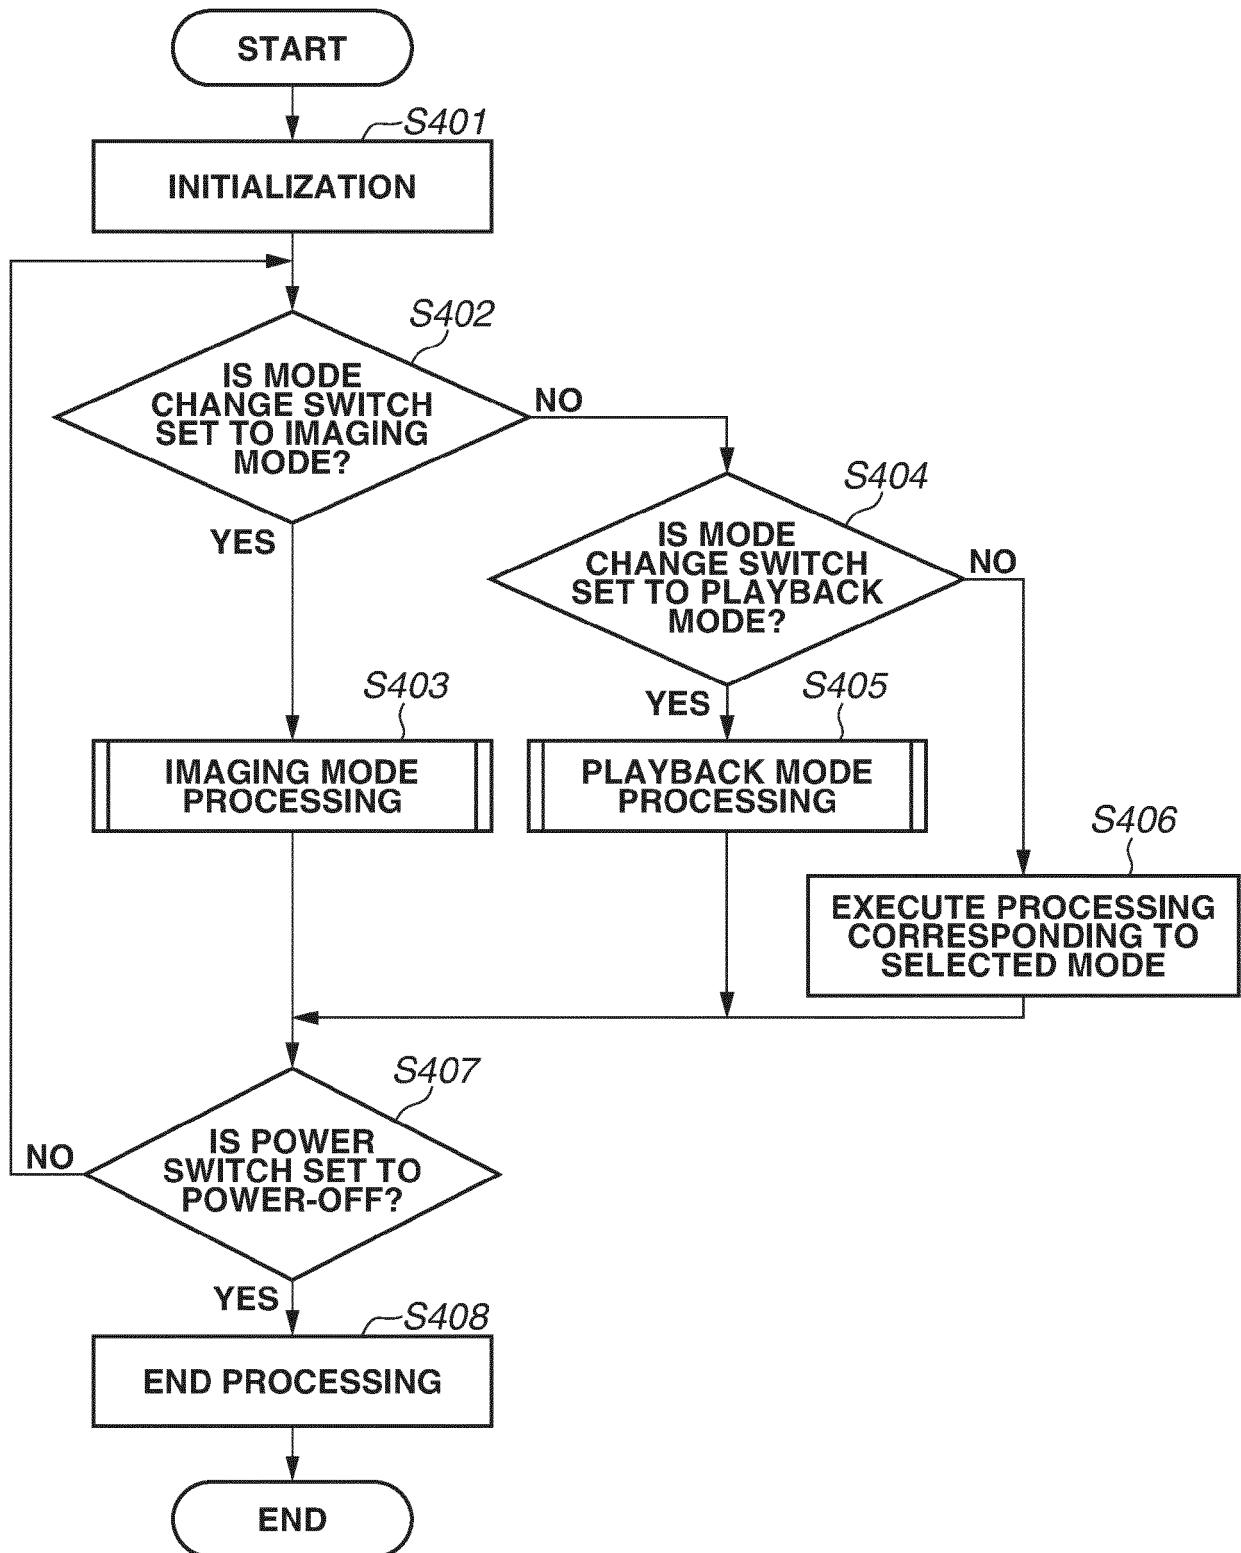 START
S401
INITIALIZATION
S402
IS MODE
CHANGE SWITCH
SET TO IMAGING
MODE?
NO
YES
S404
IS MODE
CHANGE SWITCH
SET TO PLAYBACK
MODE?
NO
YES
S403
IMAGING MODE
PROCESSING
S405
PLAYBACK MODE
PROCESSING
S406
EXECUTE PROCESSING
CORRESPONDING TO
SELECTED MODE
S407
IS POWER
SWITCH SET TO
POWER-OFF?
NO
YES
S408
END PROCESSING
END